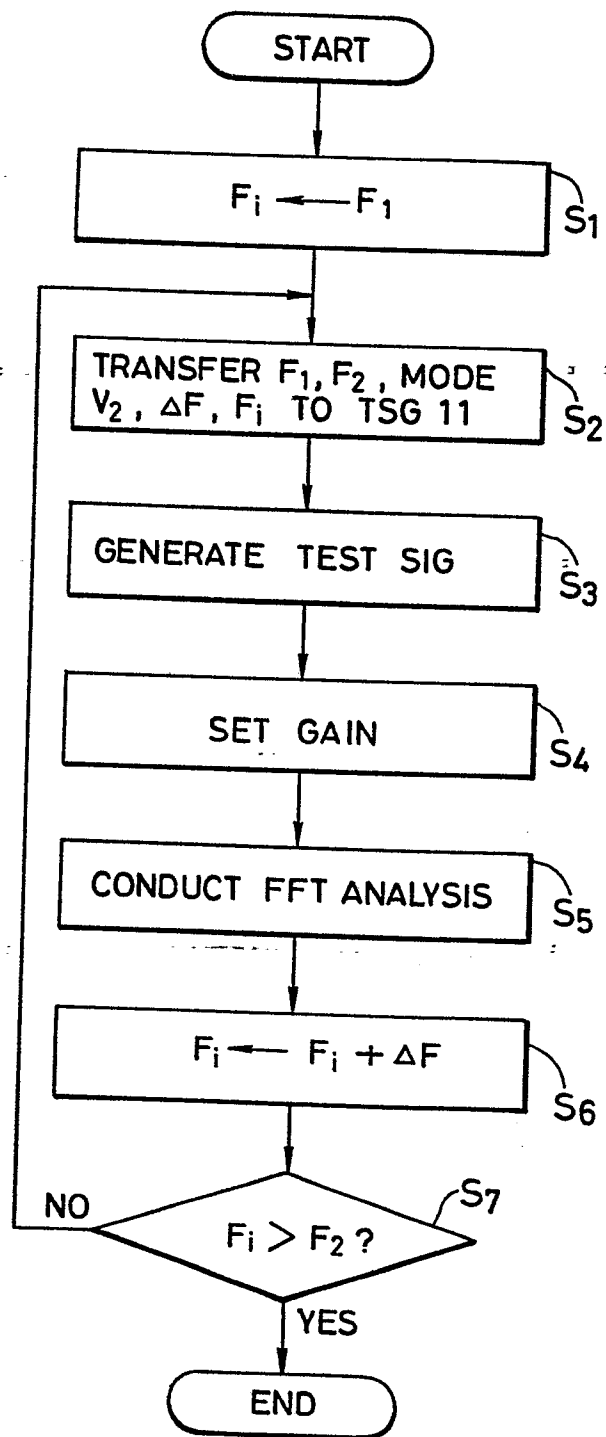 START
Fi ← F1
S1
TRANSFER F1, F2, MODE
V2, ΔF, Fi TO TSG 11
S2
GENERATE TEST SIG
S3
SET GAIN
S4
CONDUCT FFT ANALYSIS
S5
Fi ← Fi + ΔF
S6
S7
NO
Fi > F2 ?
YES
END